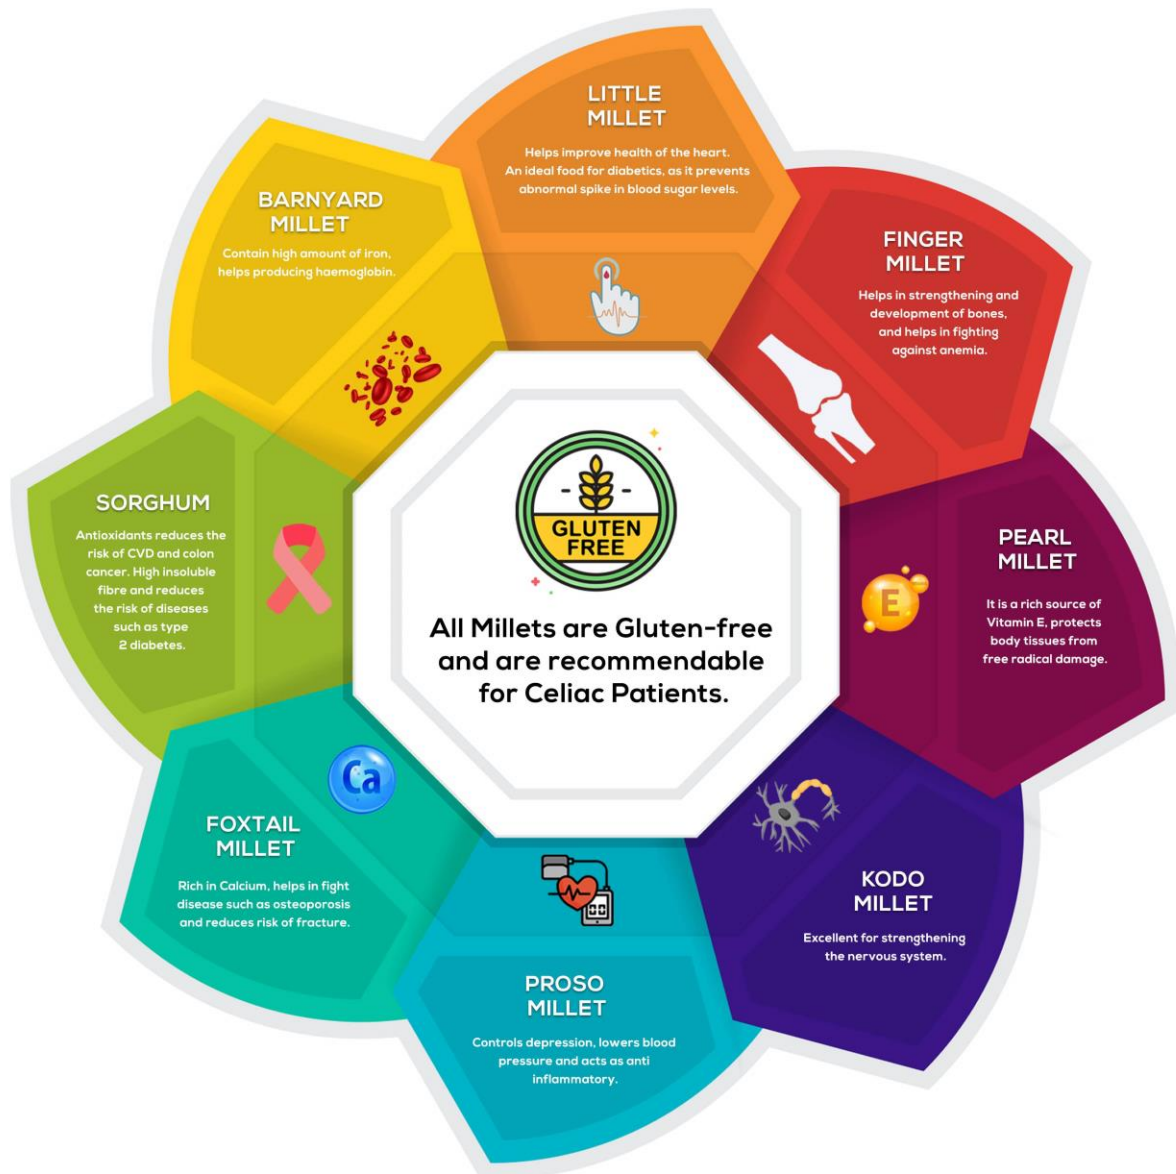 LITTLE
MILLET
Helps improve health of the heart.
An ideal food for diabetics, as it prevents
abnormal spike in blood sugar levels.
FINGER
MILLET
Helps in strengthening and
development of bones,
and helps in fighting
against anemia.
PEARL
MILLET
It is a rich source of
Vitamin E, protects
body tissues from
free radical damage.
E
KODO
MILLET
Excellent for strengthening
the nervous system.
PROSO
MILLET
Controls depression, lowers blood
pressure and acts as anti
inflammatory.
FOXTAIL
MILLET
Rich in Calcium, helps in fight
disease such as osteoporosis
and reduces risk of fracture.
Ca
SORGHUM
Antioxidants reduces the
risk of CVD and colon
cancer. High insoluble
fibre and reduces
the risk of diseases
such as type
2 diabetes.
BARNYARD
MILLET
Contain high amount of iron,
helps producing haemoglobin.
GLUTEN
FREE
All Millets are Gluten-free
and are recommendable
for Celiac Patients.